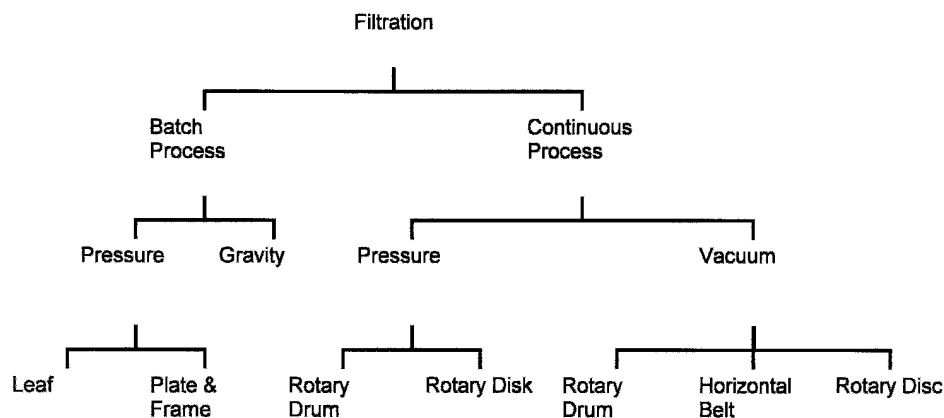 Filtration
Batch
Process
Continuous
Process
Pressure
Gravity
Pressure
Vacuum
Leaf
Plate &
Frame
Rotary
Drum
Rotary Disk
Rotary
Drum
Horizontal
Belt
Rotary Disc